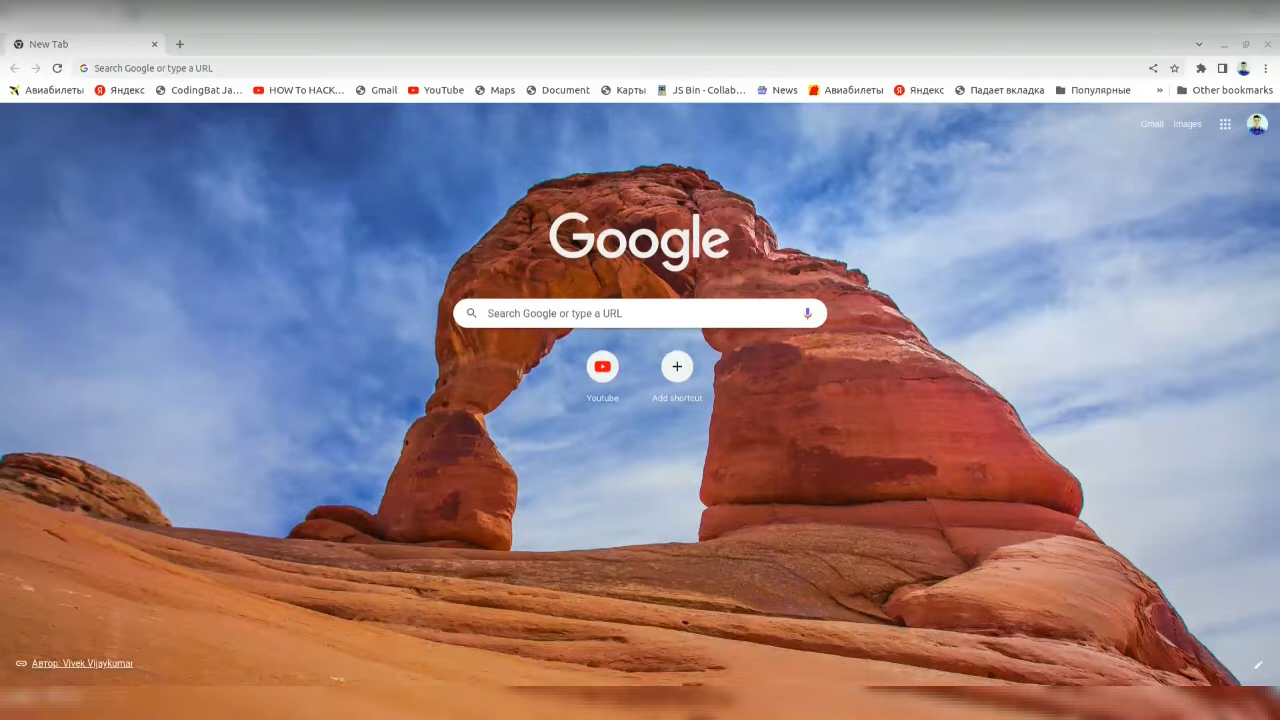 New Tab
Search Google or type a URL
Авиабилеты Яндекс CodingBat Ja... HOW To HACK... Gmail YouTube Maps Document Карты JS Bin - Collab... News Авиабилеты Яндекс Падает вкладка Популярные » Other bookmarks
Gmail Images
Google
Search Google or type a URL
Youtube Add shortcut
Автор: Vivek Vijaykumar